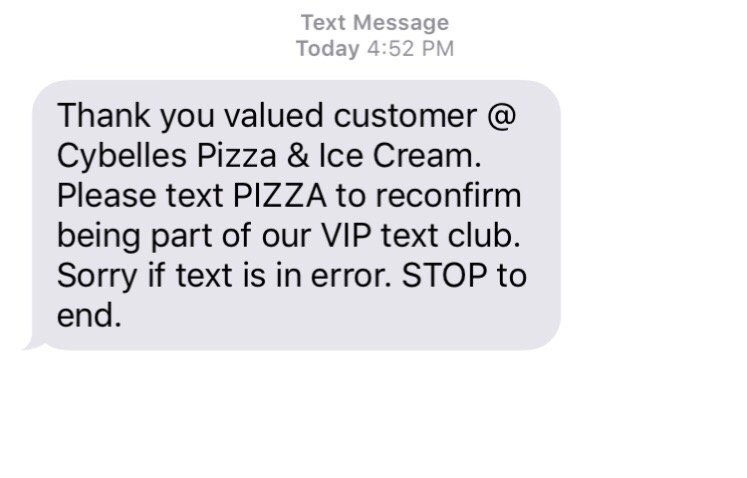 Text Message
Today 4:52 PM
Thank you valued customer @
Cybelles Pizza & Ice Cream.
Please text PIZZA to reconfirm
being part of our VIP text club.
Sorry if text is in error. STOP to
end.